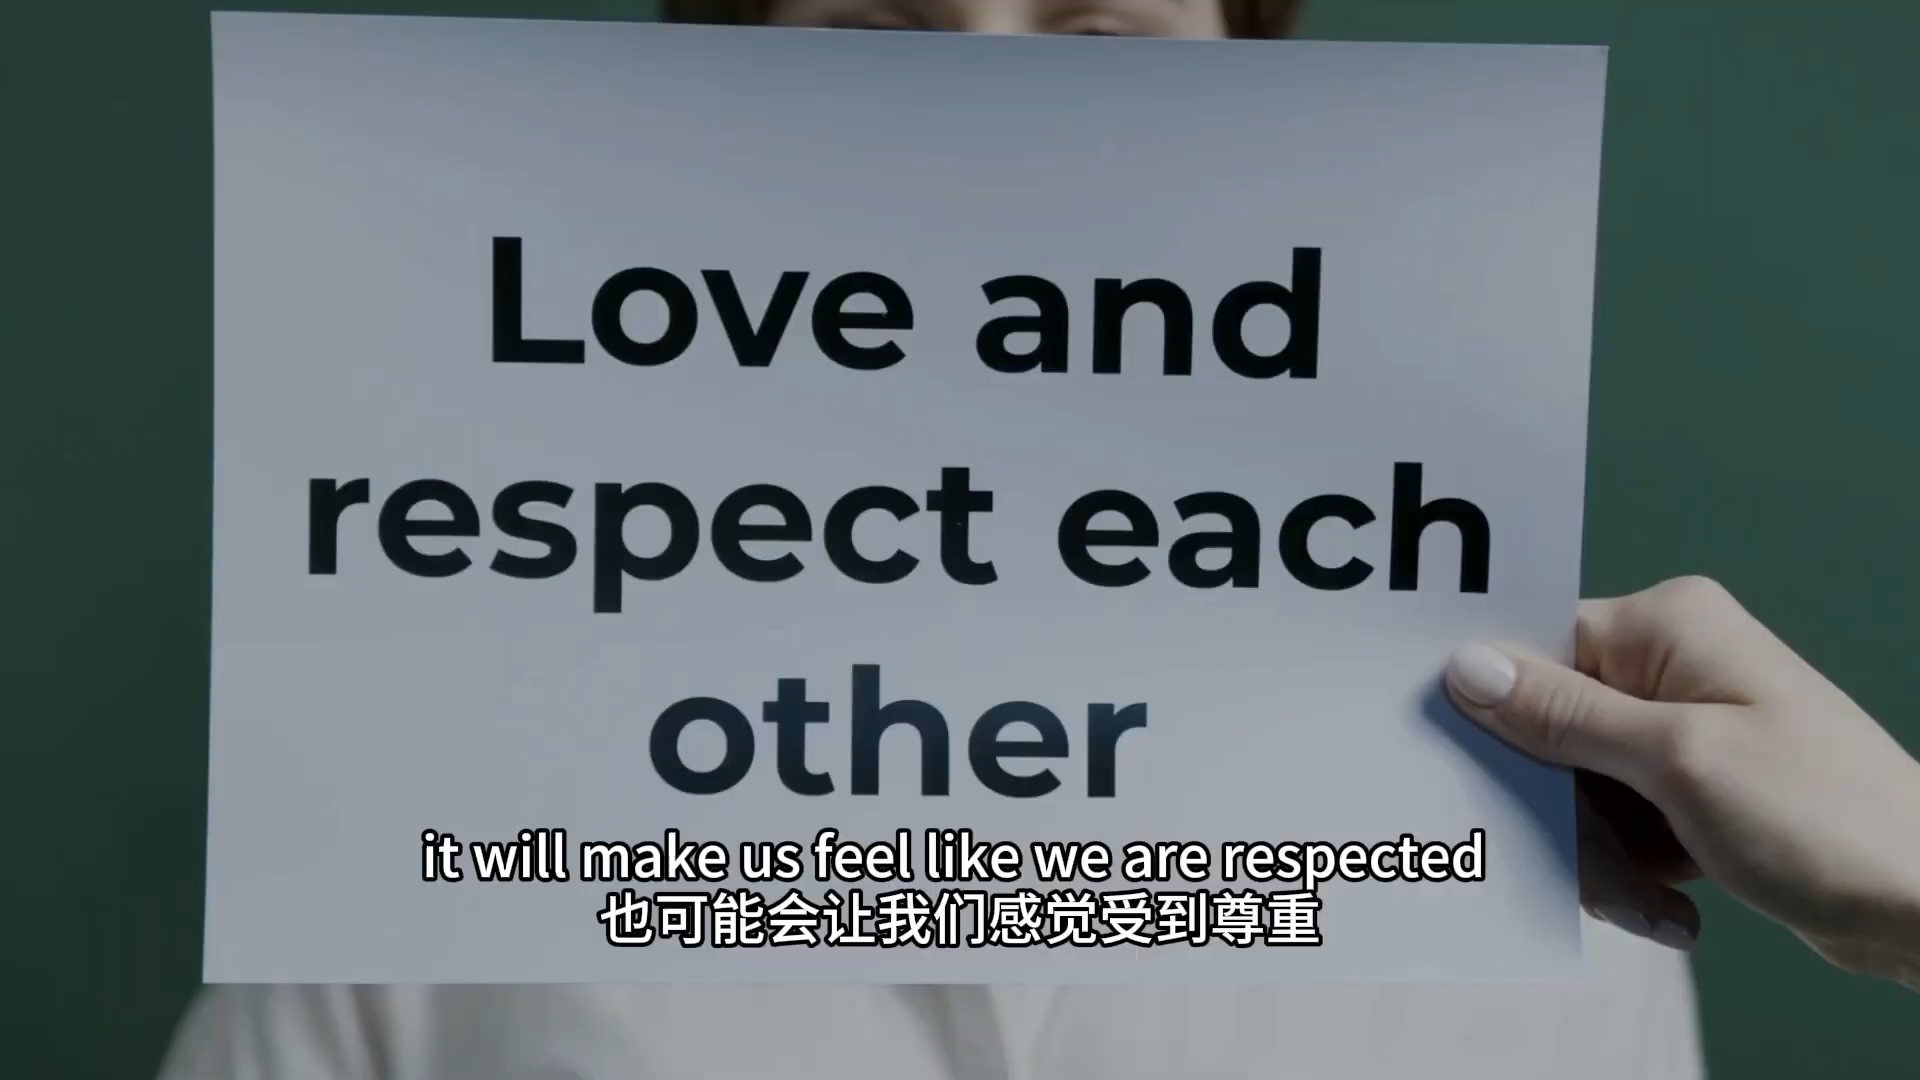 Love and
respect each
other
it will make us feel like we are respected
也可能会让我们感觉受到尊重